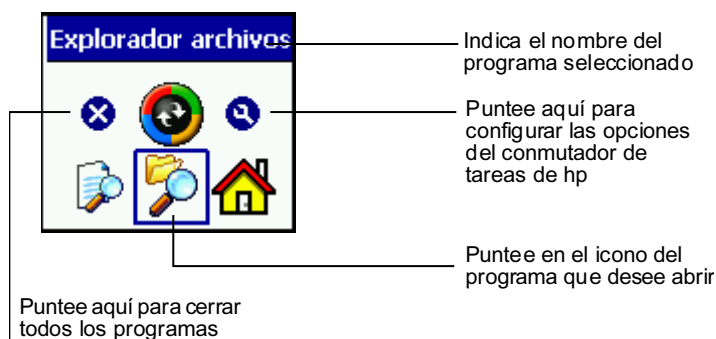 Explorador archivos
Indica el nombre del
programa seleccionado
Puntee aquí para
configurar las opciones
del conmutador de
tareas de hp
Puntee en el icono del
programa que desee abrir
Puntee aquí para cerrar
todos los programas